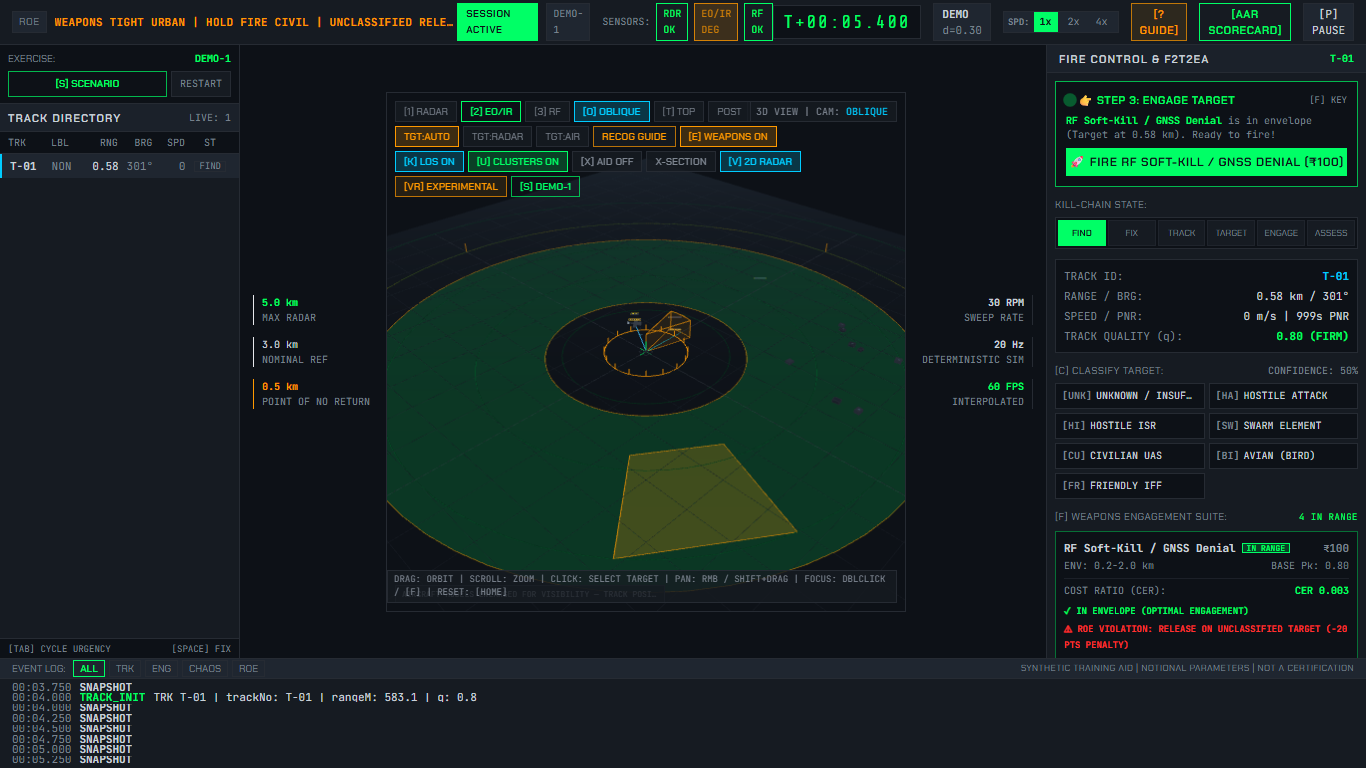 ROE
WEAPONS TIGHT URBAN | HOLD FIRE CIVIL | UNCLASSIFIED RELE…
SESSION ACTIVE
DEMO-1
SENSORS:
RDR OK
EO/IR DEG
RF OK
T+00:05.400
DEMO d=0.30
SPD: 1x 2x 4x
[? GUIDE]
[AAR SCORECARD]
[P] PAUSE
EXERCISE: DEMO-1
[S] SCENARIO RESTART
TRACK DIRECTORY LIVE: 1
TRK LBL RNG BRG SPD ST
T-01 NON 0.58 301° 0 FIND
[TAB] CYCLE URGENCY [SPACE] FIX
[1] RADAR [2] EO/IR [3] RF [O] OBLIQUE [T] TOP POST 3D VIEW | CAM: OBLIQUE
TGT:AUTO TGT:RADAR TGT:AIR RECOG GUIDE [E] WEAPONS ON
[K] LOS ON [U] CLUSTERS ON [X] AID OFF X-SECTION [V] 2D RADAR
[VR] EXPERIMENTAL [S] DEMO-1
5.0 km
MAX RADAR
3.0 km
NOMINAL REF
0.5 km
POINT OF NO RETURN
30 RPM
SWEEP RATE
20 Hz
DETERMINISTIC SIM
60 FPS
INTERPOLATED
DRAG: ORBIT | SCROLL: ZOOM | CLICK: SELECT TARGET | PAN: RMB / SHIFT+DRAG | FOCUS: DBLCLICK
/ [F] | RESET: [HOME]
FOR VISIBILITY — TRACK POSI…
FIRE CONTROL & F2T2EA T-01
👉 STEP 3: ENGAGE TARGET [F] KEY
RF Soft-Kill / GNSS Denial is in envelope
(Target at 0.58 km). Ready to fire!
🚀 FIRE RF SOFT-KILL / GNSS DENIAL (₹100)
KILL-CHAIN STATE:
FIND FIX TRACK TARGET ENGAGE ASSESS
TRACK ID: T-01
RANGE / BRG: 0.58 km / 301°
SPEED / PNR: 0 m/s | 999s PNR
TRACK QUALITY (q): 0.80 (FIRM)
[C] CLASSIFY TARGET: CONFIDENCE: 50%
[UNK] UNKNOWN / INSUF… [HA] HOSTILE ATTACK
[HI] HOSTILE ISR [SW] SWARM ELEMENT
[CU] CIVILIAN UAS [BI] AVIAN (BIRD)
[FR] FRIENDLY IFF
[F] WEAPONS ENGAGEMENT SUITE: 4 IN RANGE
RF Soft-Kill / GNSS Denial IN RANGE ₹100
ENV: 0.2-2.0 km BASE Pk: 0.80
COST RATIO (CER): CER 0.003
✓ IN ENVELOPE (OPTIMAL ENGAGEMENT)
⚠ ROE VIOLATION: RELEASE ON UNCLASSIFIED TARGET (-20
PTS PENALTY)
EVENT LOG: ALL TRK ENG CHAOS ROE
SYNTHETIC TRAINING AID | NOTIONAL PARAMETERS | NOT A CERTIFICATION
00:03.750 SNAPSHOT
00:04.000 TRACK_INIT TRK T-01 | trackNo: T-01 | rangeM: 583.1 | q: 0.8
00:04.000 SNAPSHOT
00:04.250 SNAPSHOT
00:04.500 SNAPSHOT
00:04.750 SNAPSHOT
00:05.000 SNAPSHOT
00:05.250 SNAPSHOT